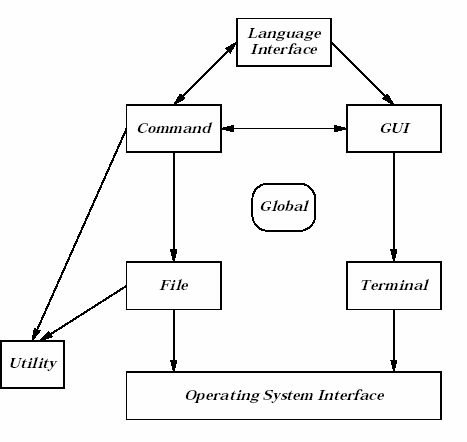 Language
Interface
Command
GUI
Global
File
Terminal
Utility
Operating System Interface